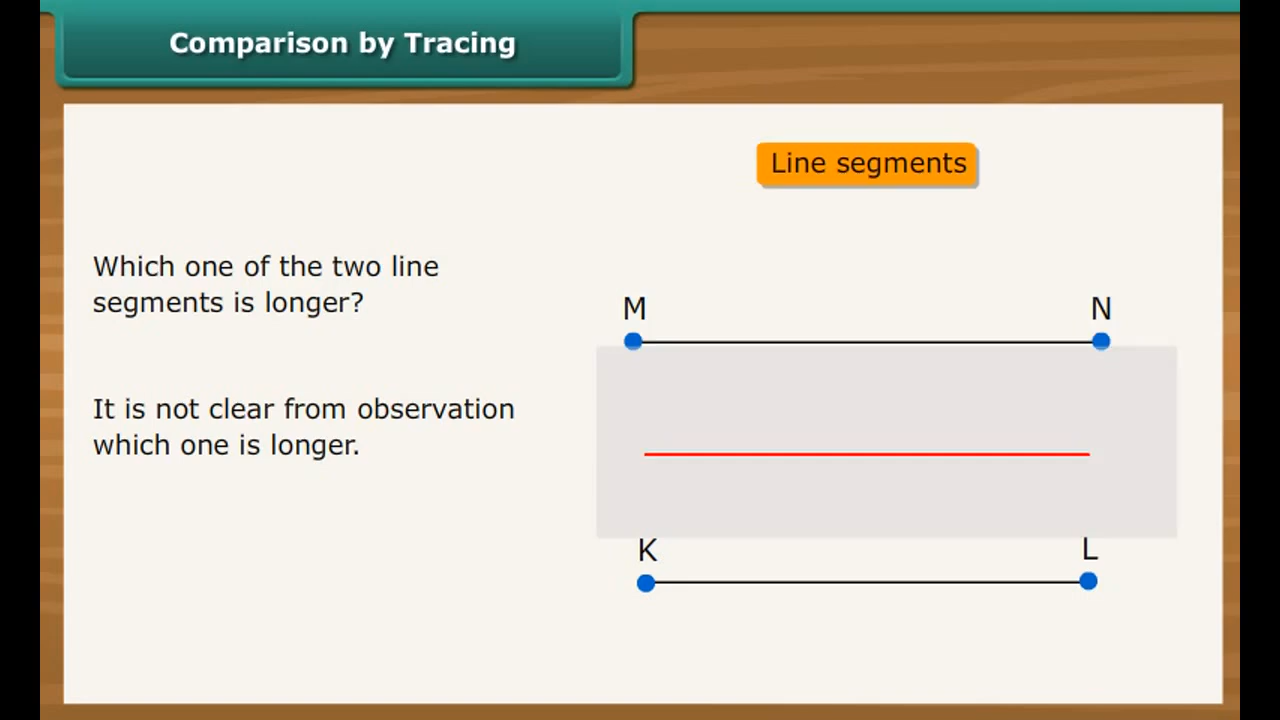 Comparison by Tracing
Line segments
Which one of the two line
segments is longer?
It is not clear from observation
which one is longer.
M N
K L